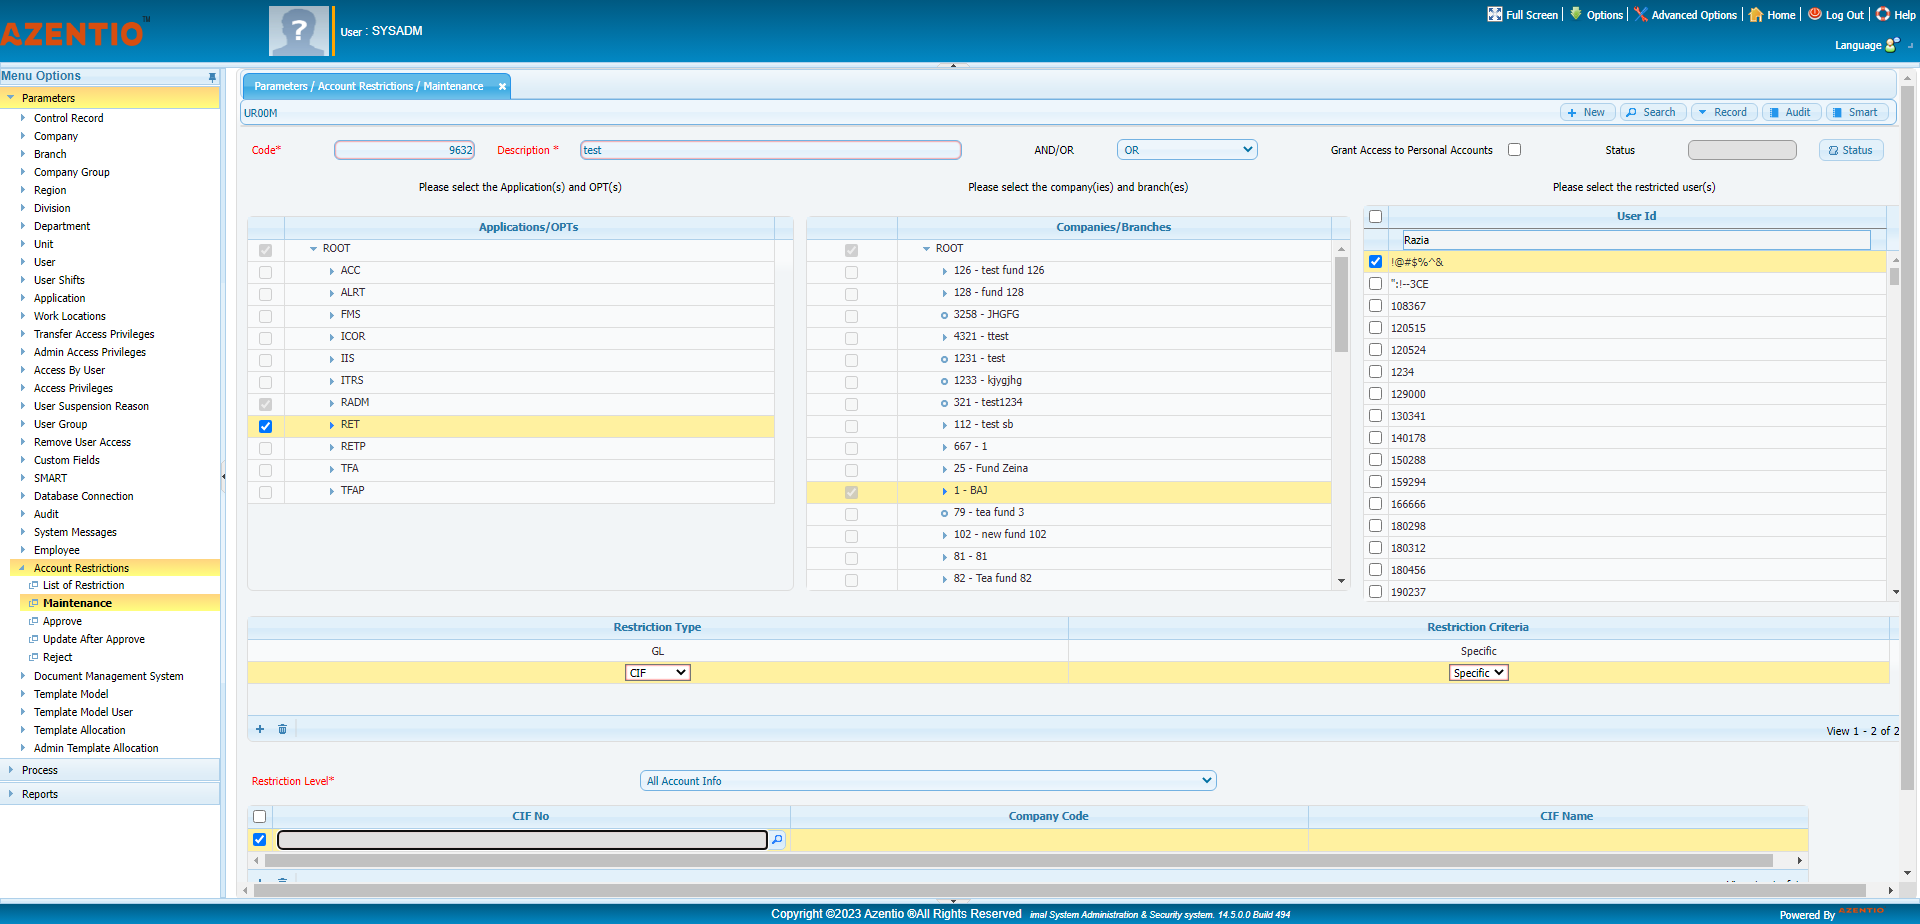 AZENTIO™
User : SYSADM
Full Screen | Options | Advanced Options | Home | Log Out | Help
Language
Menu Options
Parameters
Control Record
Company
Branch
Company Group
Region
Division
Department
Unit
User
User Shifts
Application
Work Locations
Transfer Access Privileges
Admin Access Privileges
Access By User
Access Privileges
User Suspension Reason
User Group
Remove User Access
Custom Fields
SMART
Database Connection
Audit
System Messages
Employee
Account Restrictions
List of Restriction
Maintenance
Approve
Update After Approve
Reject
Document Management System
Template Model
Template Model User
Template Allocation
Admin Template Allocation
Process
Reports
Parameters / Account Restrictions / Maintenance
UR00M
New Search Record Audit Smart
Code* 9632 Description * test AND/OR OR Grant Access to Personal Accounts Status Status
Please select the Application(s) and OPT(s)
Applications/OPTs
ROOT
ACC
ALRT
FMS
ICOR
IIS
ITRS
RADM
RET
RETP
TFA
TFAP
Please select the company(ies) and branch(es)
Companies/Branches
ROOT
126 - test fund 126
128 - fund 128
3258 - JHGFG
4321 - ttest
1231 - test
1233 - kjygjhg
321 - test1234
112 - test sb
667 - 1
25 - Fund Zeina
1 - BAJ
79 - tea fund 3
102 - new fund 102
81 - 81
82 - Tea fund 82
Please select the restricted user(s)
User Id
Razia
!@#$%^&
":!--3CE
108367
120515
120524
1234
129000
130341
140178
150288
159294
166666
180298
180312
180456
190237
Restriction Type Restriction Criteria
GL Specific
CIF Specific
View 1 - 2 of 2
Restriction Level* All Account Info
CIF No Company Code CIF Name
Copyright ©2023 Azentio ®All Rights Reserved imal System Administration & Security system. 14.5.0.0 Build 494
Powered By AZENTIO